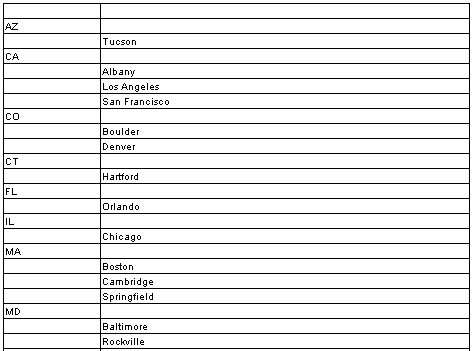 AZ
Tucson
CA
Albany
Los Angeles
San Francisco
CO
Boulder
Denver
CT
Hartford
FL
Orlando
IL
Chicago
MA
Boston
Cambridge
Springfield
MD
Baltimore
Rockville